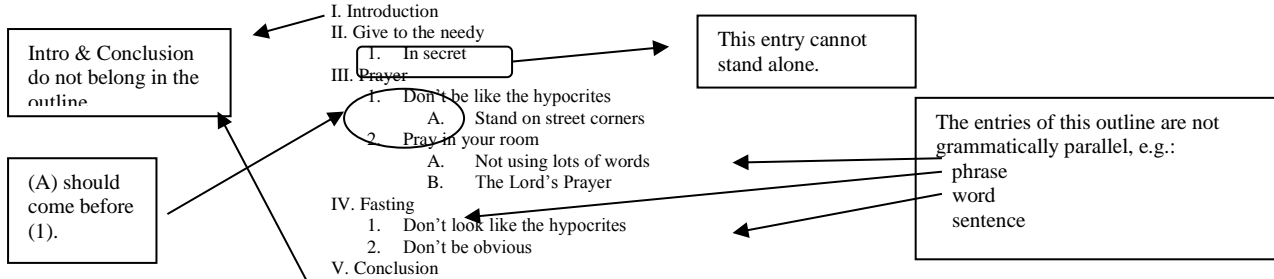 I. Introduction
II. Give to the needy
1. In secret
III. Prayer
1. Don't be like the hypocrites
A. Stand on street corners
2. Pray in your room
A. Not using lots of words
B. The Lord's Prayer
IV. Fasting
1. Don't look like the hypocrites
2. Don't be obvious
V. Conclusion
Intro & Conclusion
do not belong in the
outline
(A) should
come before
(1).
This entry cannot
stand alone.
The entries of this outline are not
grammatically parallel, e.g.:
phrase
word
sentence